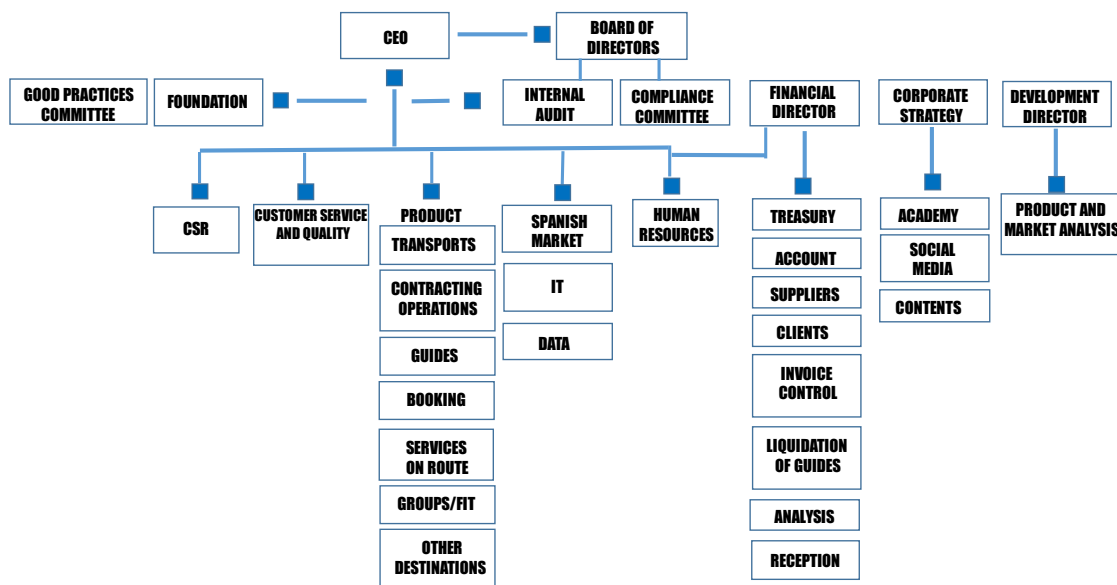 CEO
BOARD OF
DIRECTORS
GOOD PRACTICES
COMMITTEE
FOUNDATION
INTERNAL
AUDIT
COMPLIANCE
COMMITTEE
FINANCIAL
DIRECTOR
CORPORATE
STRATEGY
DEVELOPMENT
DIRECTOR
CSR
CUSTOMER SERVICE
AND QUALITY
PRODUCT
TRANSPORTS
CONTRACTING
OPERATIONS
GUIDES
BOOKING
SERVICES
ON ROUTE
GROUPS/FIT
OTHER
DESTINATIONS
SPANISH
MARKET
IT
DATA
HUMAN
RESOURCES
TREASURY
ACCOUNT
SUPPLIERS
CLIENTS
INVOICE
CONTROL
LIQUIDATION
OF GUIDES
ANALYSIS
RECEPTION
ACADEMY
SOCIAL
MEDIA
CONTENTS
PRODUCT AND
MARKET ANALYSIS